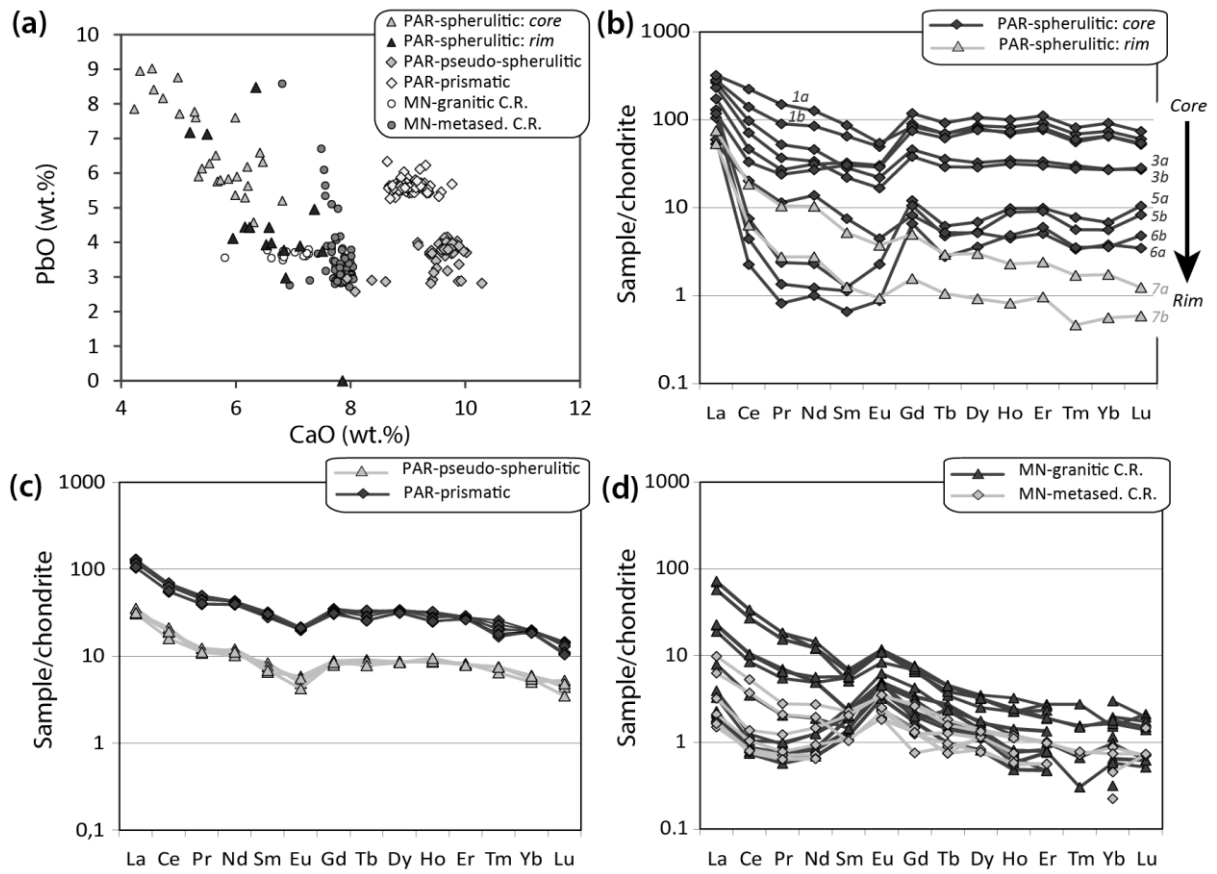 (a)
PAR-spherulitic: core
PAR-spherulitic: rim
PAR-pseudo-spherulitic
PAR-prismatic
MN-granitic C.R.
MN-metased. C.R.
PbO (wt.%)
10
9
8
7
6
5
4
3
2
1
0
4
6
8
10
12
CaO (wt.%)
(b)
PAR-spherulitic: core
PAR-spherulitic: rim
Sample/chondrite
1000
100
10
1
0.1
1a
1b
3a
3b
5a
5b
6b
6a
7a
7b
Core
Rim
La Ce Pr Nd Sm Eu Gd Tb Dy Ho Er Tm Yb Lu
(c)
PAR-pseudo-spherulitic
PAR-prismatic
Sample/chondrite
1000
100
10
1
0,1
La Ce Pr Nd Sm Eu Gd Tb Dy Ho Er Tm Yb Lu
(d)
MN-granitic C.R.
MN-metased. C.R.
Sample/chondrite
1000
100
10
1
0.1
La Ce Pr Nd Sm Eu Gd Tb Dy Ho Er Tm Yb Lu